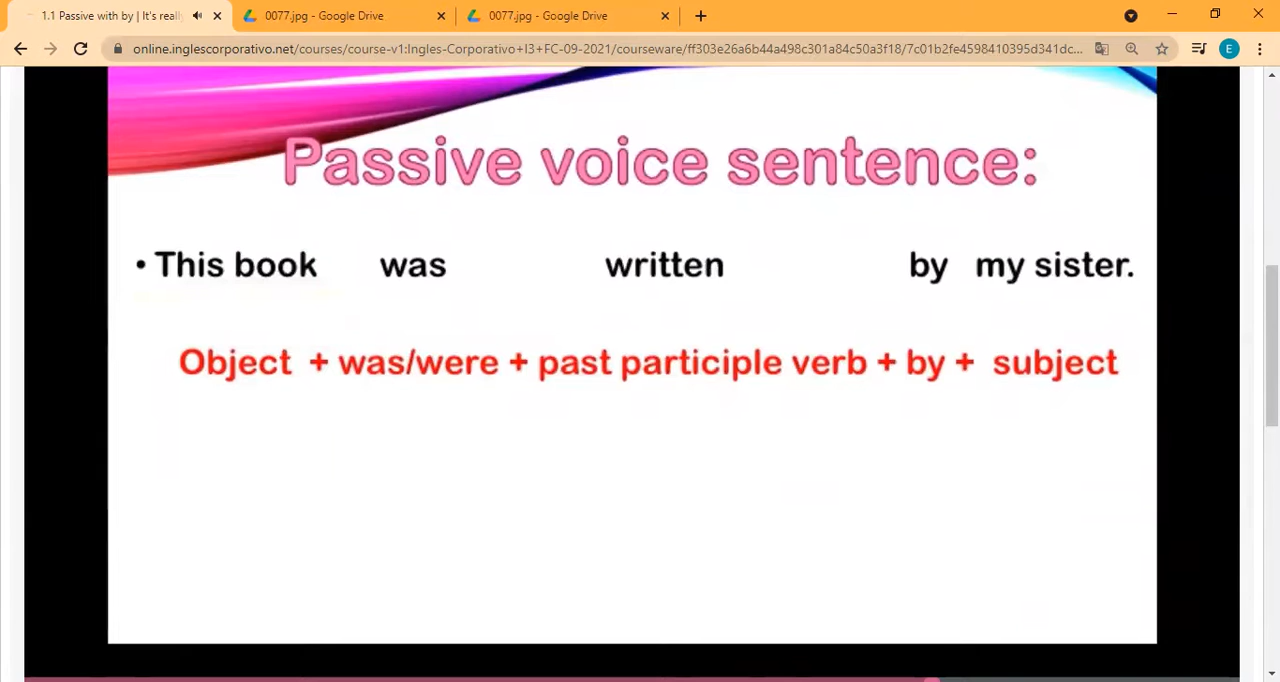 1.1 Passive with by | It's reall
0077.jpg - Google Drive
0077.jpg - Google Drive
online.inglescorporativo.net/courses/course-v1:Ingles-Corporativo+I3+FC-09-2021/courseware/ff303e26a6b44a498c301a84c50a3f18/7c01b2fe4598410395d341dc...
E
Passive voice sentence:
• This book was written by my sister.
Object + was/were + past participle verb + by + subject